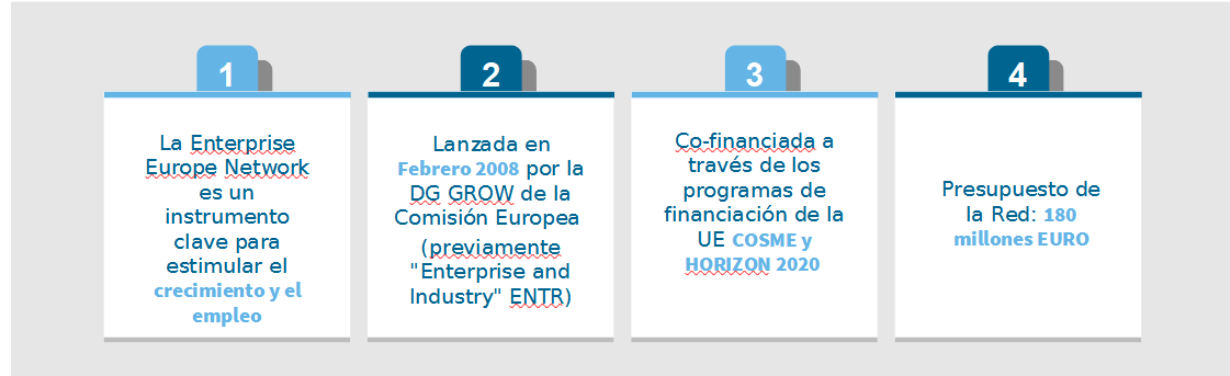 1
La Enterprise
Europe Network
es un
instrumento
clave para
estimular el
crecimiento y el
empleo
2
Lanzada en
Febrero 2008 por la
DG GROW de la
Comisión Europea
(previamente
"Enterprise and
Industry" ENTR)
3
Co-financiada a
través de los
programas de
financiación de la
UE COSME y
HORIZON 2020
4
Presupuesto de
la Red: 180
millones EURO